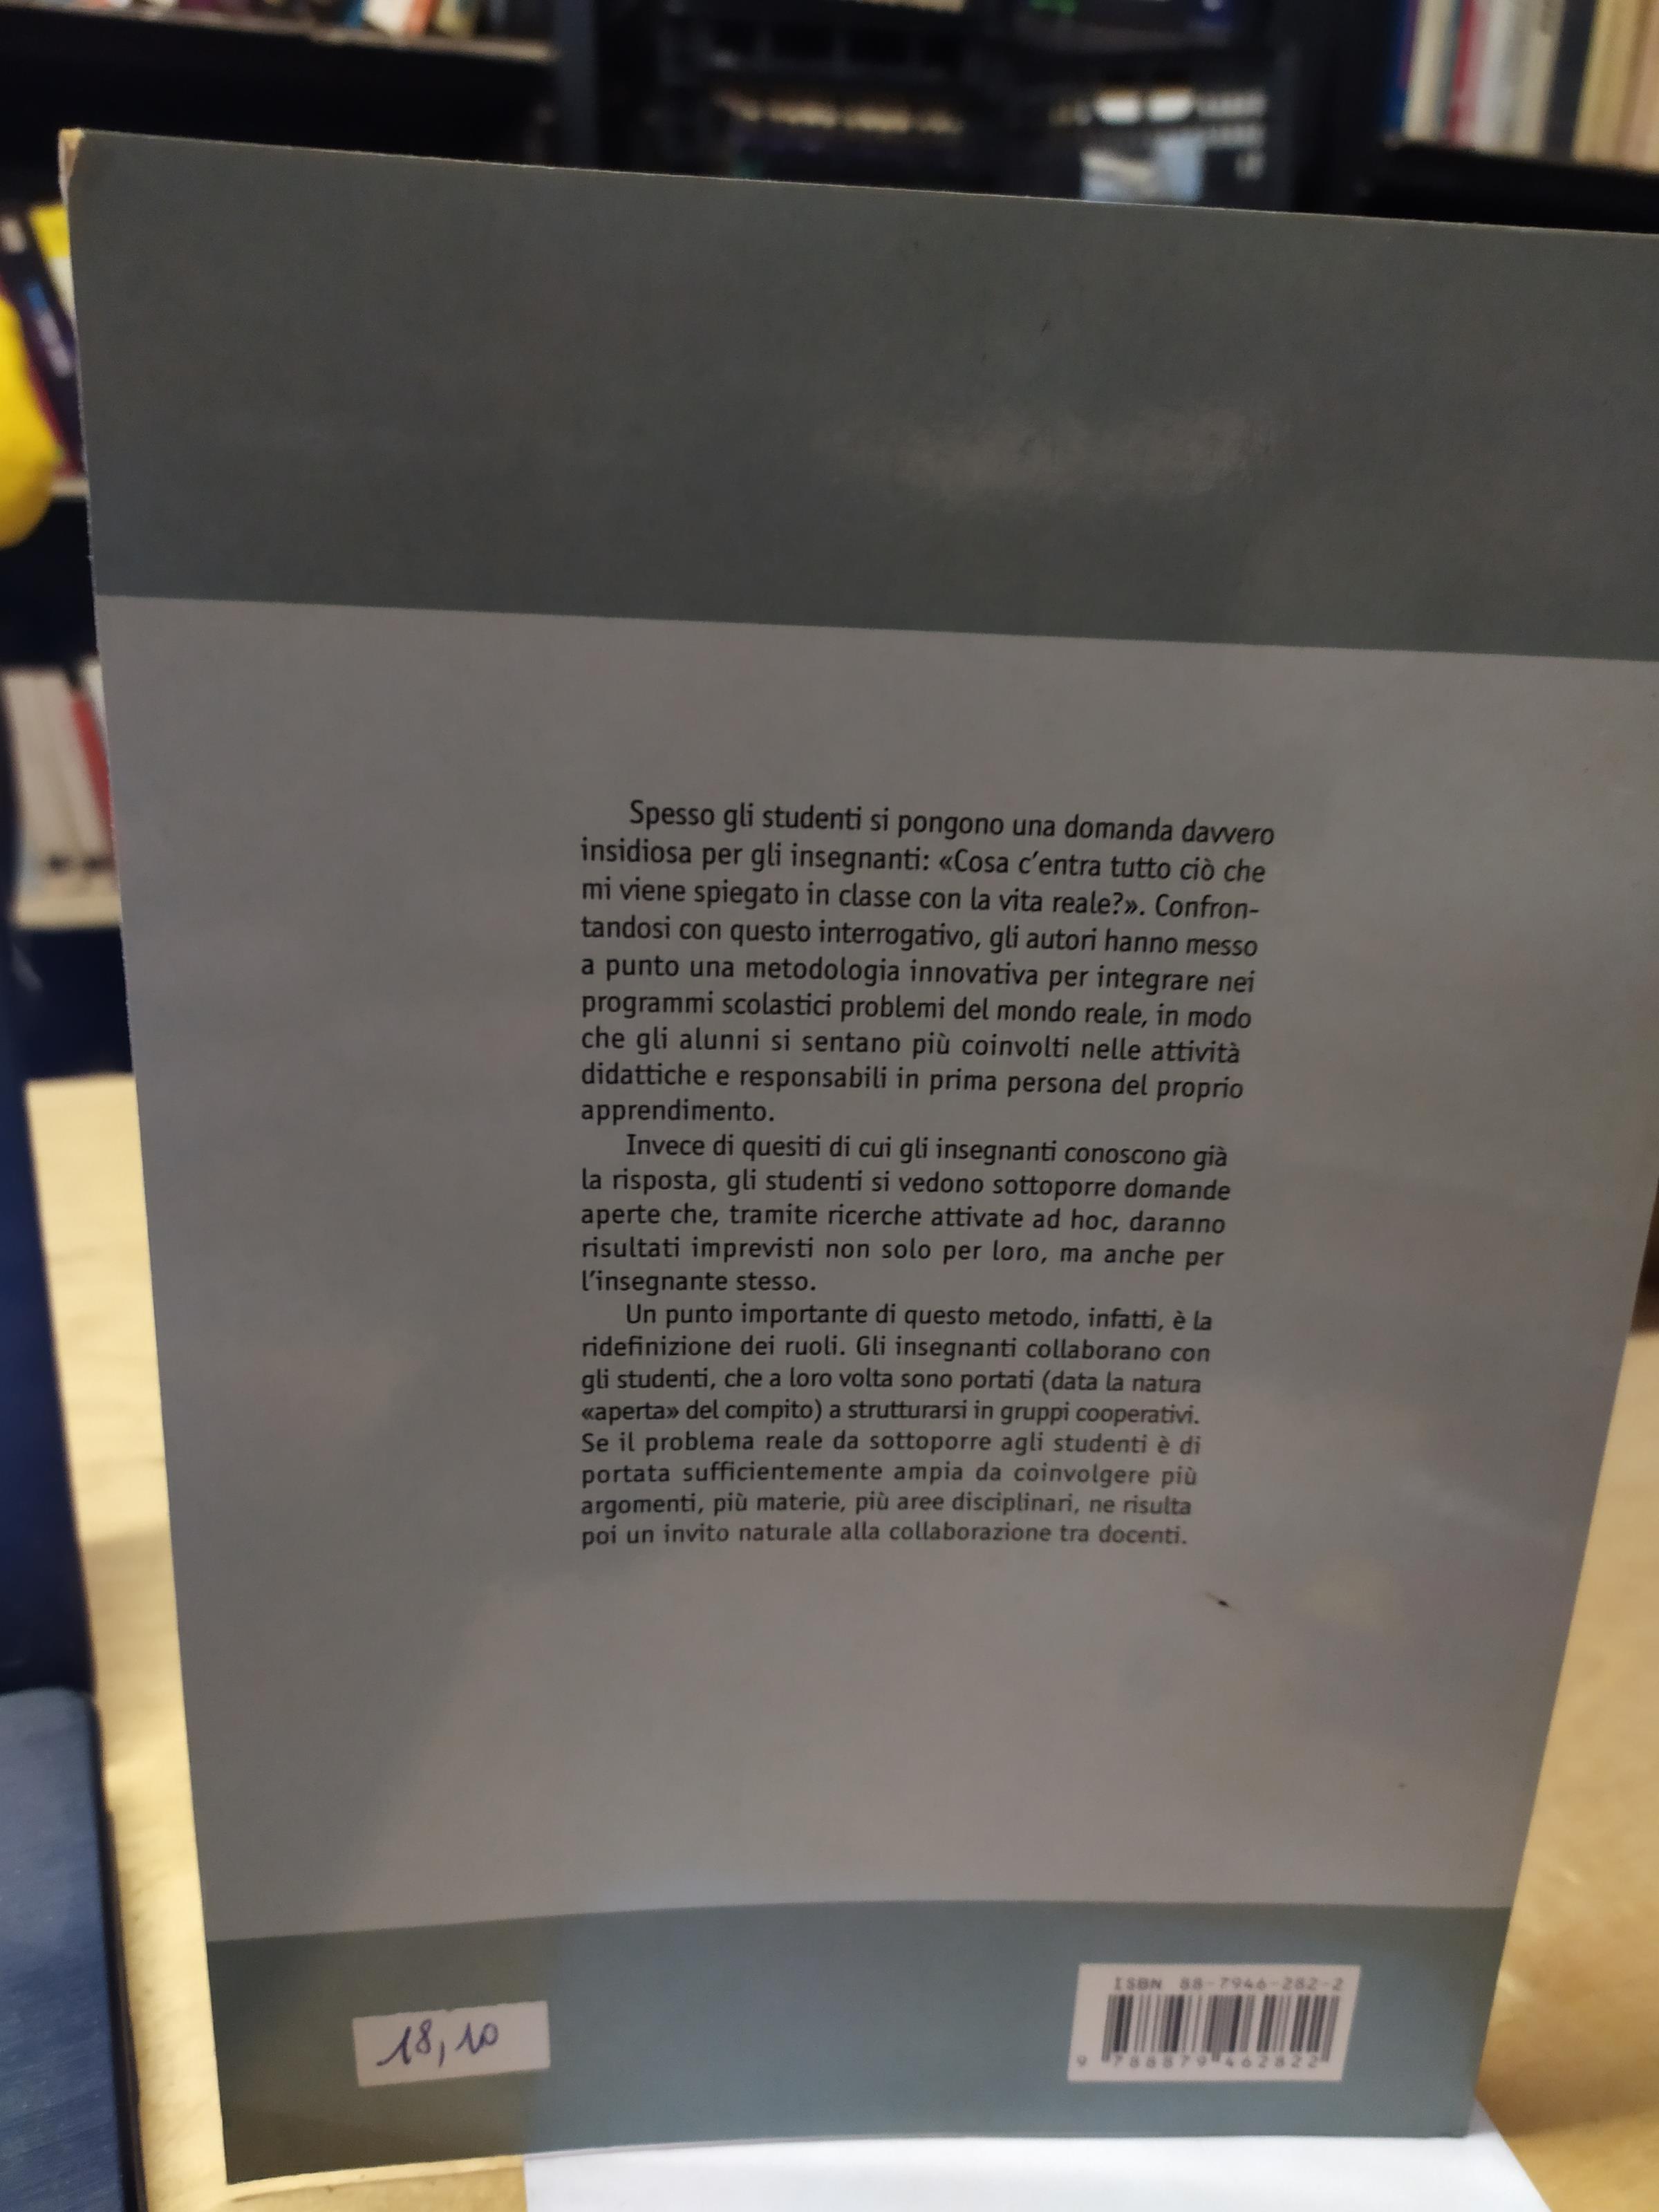 Spesso gli studenti si pongono una domanda davvero
insidiosa per gli insegnanti: «Cosa c'entra tutto ciò che
mi viene spiegato in classe con la vita reale?». Confron-
tandosi con questo interrogativo, gli autori hanno messo
a punto una metodologia innovativa per integrare nei
programmi scolastici problemi del mondo reale, in modo
che gli alunni si sentano più coinvolti nelle attività
didattiche e responsabili in prima persona del proprio
apprendimento.
Invece di quesiti di cui gli insegnanti conoscono già
la risposta, gli studenti si vedono sottoporre domande
aperte che, tramite ricerche attivate ad hoc, daranno
risultati imprevisti non solo per loro, ma anche per
l'insegnante stesso.
Un punto importante di questo metodo, infatti, è la
ridefinizione dei ruoli. Gli insegnanti collaborano con
gli studenti, che a loro volta sono portati (data la natura
«aperta» del compito) a strutturarsi in gruppi cooperativi.
Se il problema reale da sottoporre agli studenti è di
portata sufficientemente ampia da coinvolgere più
argomenti, più materie, più aree disciplinari, ne risulta
poi un invito naturale alla collaborazione tra docenti.
18,10
ISBN 88-7946-282-2
9 788879 462822